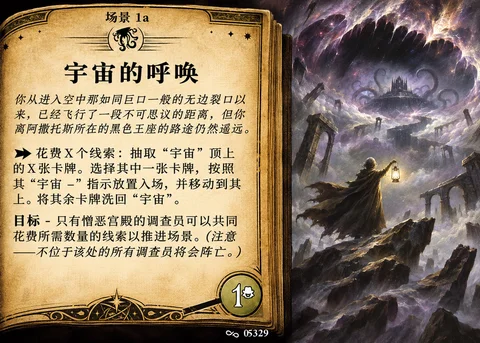 场景 1a
宇宙的呼唤
你从进入空中那如同巨口一般的无边裂口以
来，已经飞行了一段不可思议的距离，但你
离阿撒托斯所在的黑色王座的路途仍然遥远。
花费X个线索：抽取“宇宙”顶上
的X张卡牌。选择其中一张卡牌，按照
其“宇宙 –”指示放置入场，并移动到其
上。将其余卡牌洗回“宇宙”。
目标 – 只有憎恶宫殿的调查员可以共同
花费所需数量的线索以推进场景。(注意
——不位于该处的所有调查员将会阵亡。)
1
05329